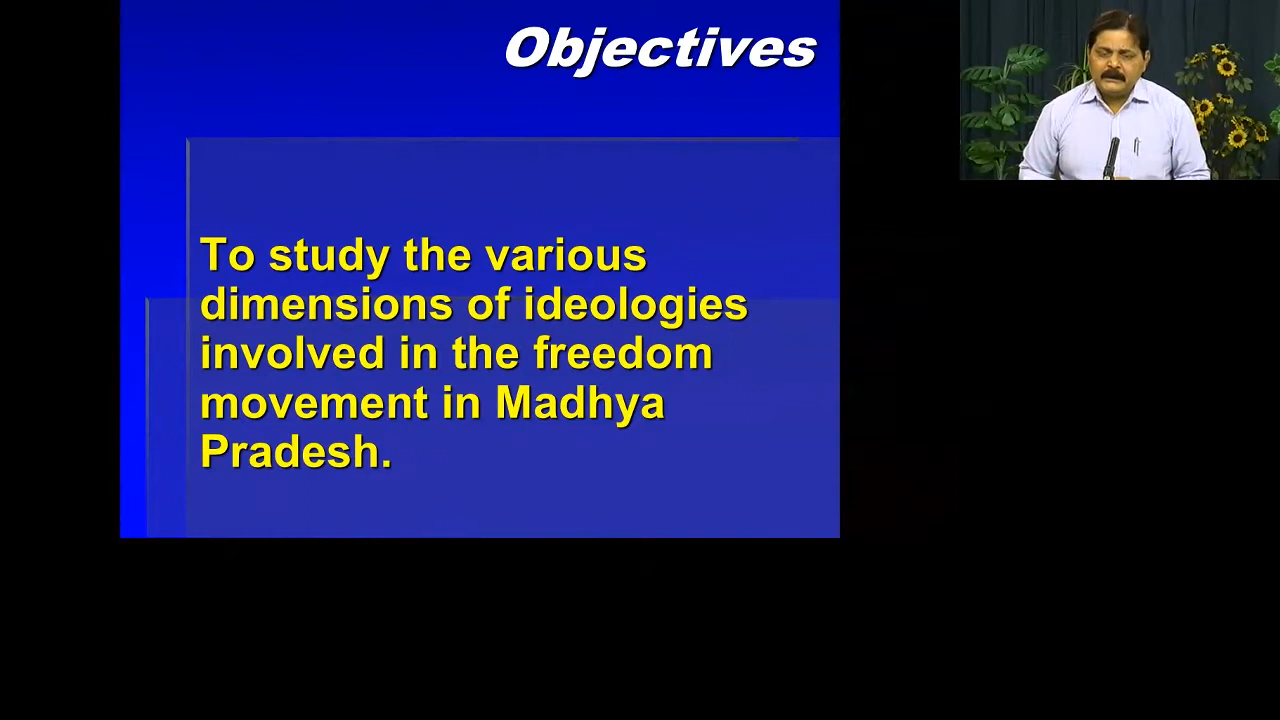 Objectives
To study the various
dimensions of ideologies
involved in the freedom
movement in Madhya
Pradesh.